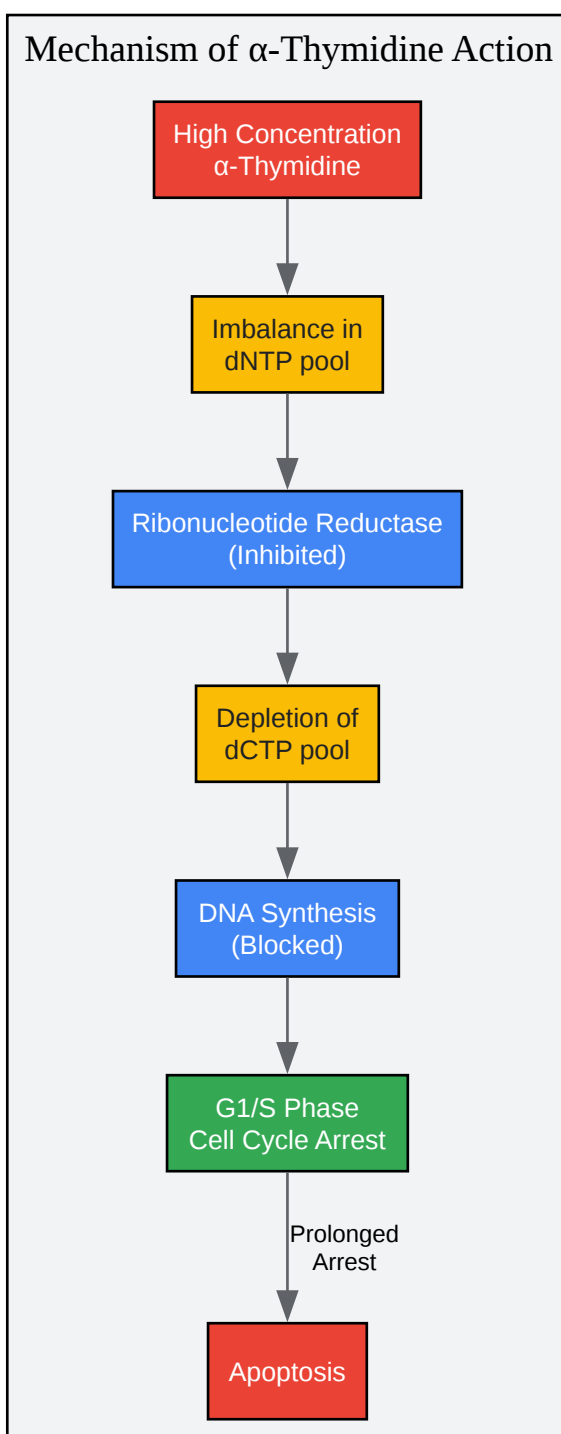 Mechanism of α-Thymidine Action
High Concentration
α-Thymidine
Imbalance in
dNTP pool
Ribonucleotide Reductase
(Inhibited)
Depletion of
dCTP pool
DNA Synthesis
(Blocked)
G1/S Phase
Cell Cycle Arrest
Prolonged
Arrest
Apoptosis